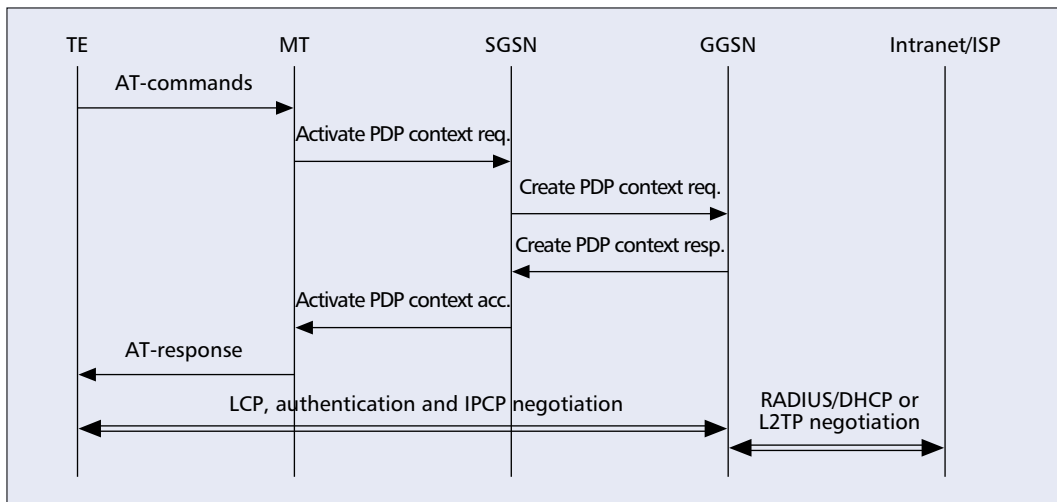 TE
MT
SGSN
GGSN
Intranet/ISP
AT-commands
Activate PDP context req.
Create PDP context req.
Create PDP context resp.
Activate PDP context acc.
AT-response
LCP, authentication and IPCP negotiation
RADIUS/DHCP or
L2TP negotiation